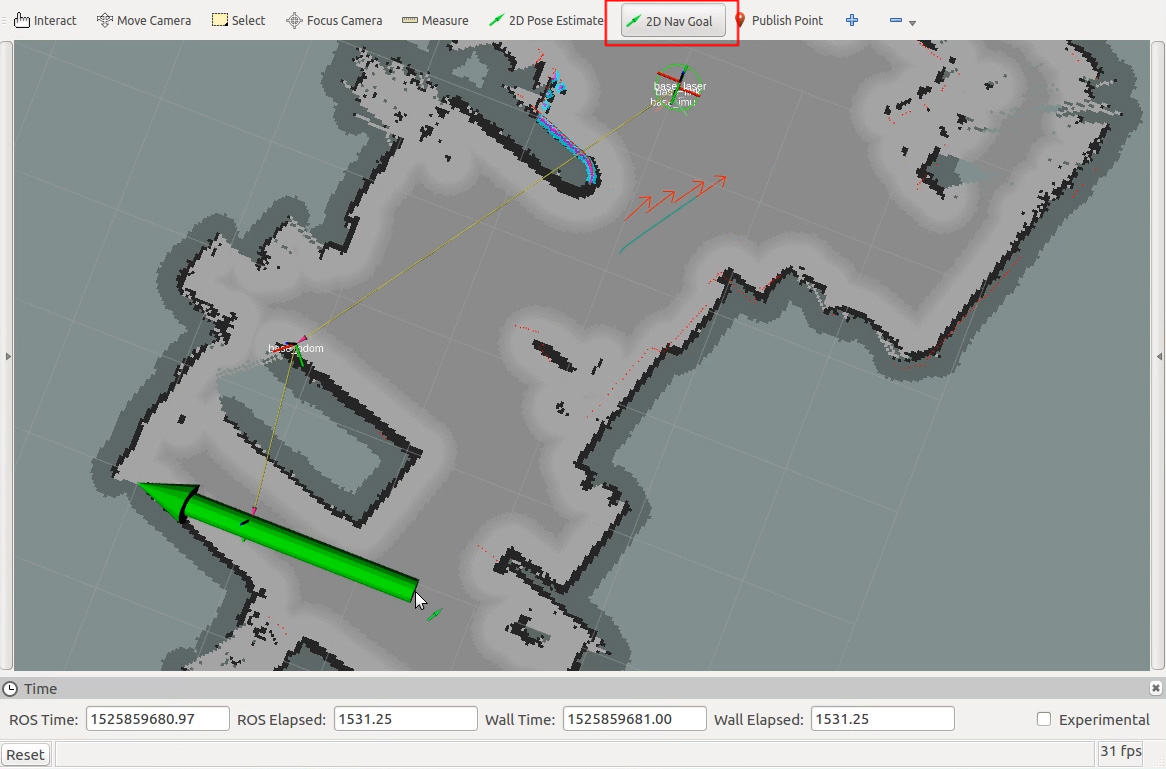 Interact Move Camera Select Focus Camera Measure 2D Pose Estimate 2D Nav Goal Publish Point
base_laser
base_imu
Time
ROS Time: 1525859680.97 ROS Elapsed: 1531.25 Wall Time: 1525859681.00 Wall Elapsed: 1531.25 Experimental
Reset 31 fps